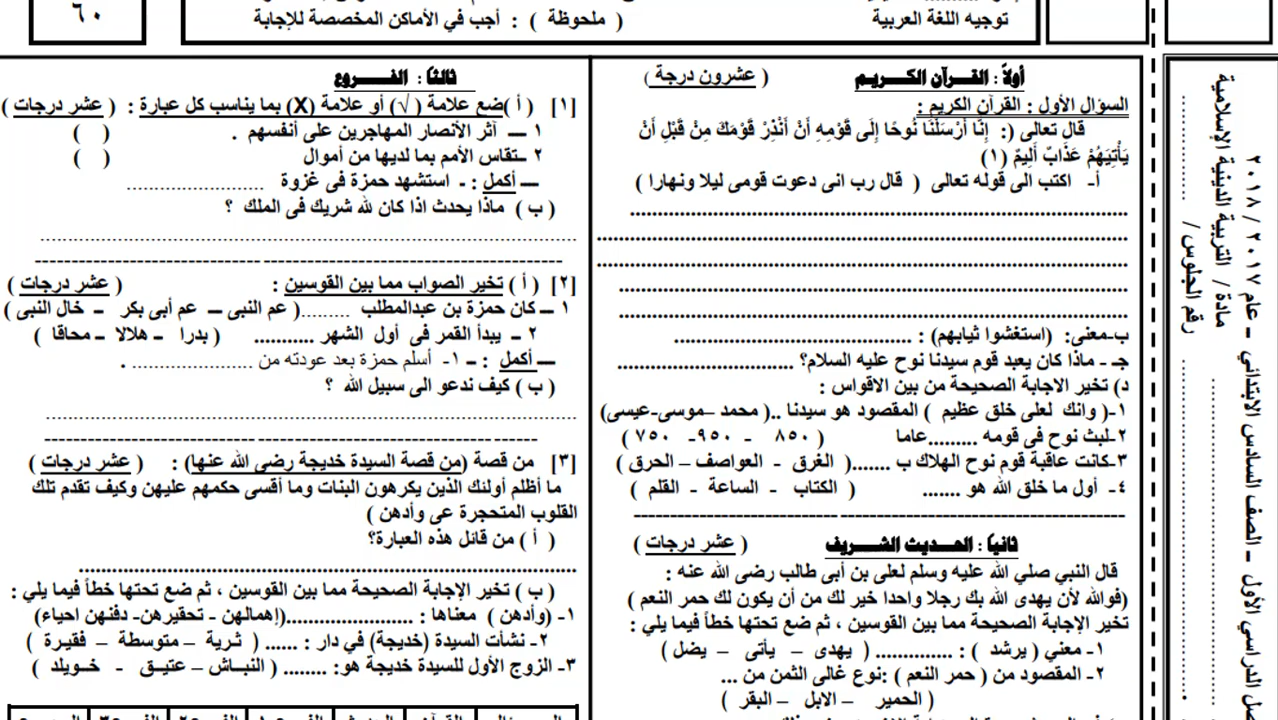 توجيه اللغة العربية ( ملحوظة ) : أجب في الأماكن المخصصة للإجابة
٦٠
أولاً : القـرآن الكـريـم ( عشرون درجة )
السؤال الأول : القرآن الكريم :
قال تعالى (: إِنَّا أَرْسَلْنَا نُوحًا إِلَى قَوْمِهِ أَنْ أَنْذِرْ قَوْمَكَ مِنْ قَبْلِ أَنْ
يَأْتِيَهُمْ عَذَابٌ أَلِيمٌ (١)
أ- اكتب الى قوله تعالى ( قال رب انى دعوت قومى ليلا ونهارا )
ب-معنى: (استغشوا ثيابهم) : ........................................
جـ - ماذا كان يعبد قوم سيدنا نوح عليه السلام؟ .............................
د) تخير الاجابة الصحيحة من بين الاقواس :
١-( وانك لعلى خلق عظيم ) المقصود هو سيدنا ..( محمد –موسى-عيسى)
٢-لبث نوح فى قومه .........عاما ( ٨٥٠ - ٩٥٠- ٧٥٠ )
٣-كانت عاقبة قوم نوح الهلاك ب .......( الغرق - العواصف – الحرق )
٤- أول ما خلق الله هو ....... ( الكتاب - الساعة - القلم )
ثانياً : الحـديث الشـريف ( عشر درجات )
قال النبي صلي الله عليه وسلم لعلى بن أبى طالب رضى الله عنه :
(فوالله لأن يهدى الله بك رجلا واحدا خير لك من أن يكون لك حمر النعم )
تخير الإجابة الصحيحة مما بين القوسين ، ثم ضع تحتها خطاً فيما يلي :
١- معني ( يرشد ) : .............. ( يهدى – يأتى – يضل )
٢- المقصود من ( حمر النعم ) :نوع غالى الثمن من ...
( الحمير – الابل – البقر )
ثالثاً : الفـــروع
[١] ( أ )ضع علامة ( √) أو علامة (X) بما يناسب كل عبارة : ( عشر درجات )
١ ــ آثر الأنصار المهاجرين على أنفسهم . ( )
٢ ـتقاس الأمم بما لديها من أموال ( )
ــ أكمل : - استشهد حمزة فى غزوة ....................
( ب ) ماذا يحدث اذا كان لله شريك فى الملك ؟
[٢] ( أ ) تخير الصواب مما بين القوسين : ( عشر درجات )
١ ــ كان حمزة بن عبدالمطلب .........( عم النبى ــ عم أبى بكر - خال النبى )
٢ ـ يبدأ القمر فى أول الشهر ............ ( بدرا - هلالا – محاقا )
ــ أكمل : ــ ١- أسلم حمزة بعد عودته من .................... .
( ب ) كيف ندعو الى سبيل الله ؟
[٣] من قصة (من قصة السيدة خديجة رضى الله عنها) : ( عشر درجات )
ما أظلم أولئك الذين يكرهون البنات وما أقسى حكمهم عليهن وكيف تقدم تلك
القلوب المتحجرة عى وأدهن )
( أ ) من قائل هذه العبارة؟
( ب ) تخير الإجابة الصحيحة مما بين القوسين ، ثم ضع تحتها خطاً فيما يلي :
١- (وأدهن ) معناها : .......................(إهمالهن - تحقيرهن- دفنهن احياء)
٢- نشأت السيدة (خديجة) في دار : ...... ( ثرية – متوسطة – فقيرة )
٣- الزوج الأول للسيدة خديجة هو: ........ ( النبـاش – عتيـق - خـويلد )
عام ٢٠١٧ / ٢٠١٨ – الصف السادس الابتدائي – الدراسي الأول
مادة / التربية الدينية الإسلامية
رقم الجلوس /